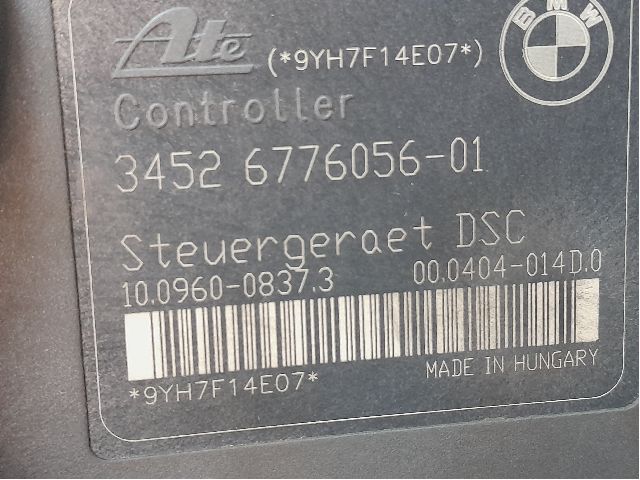 Ate (*9YH7F14E07*) BMW
Controller
3452 6776056-01
Steuergeraet DSC
10.0960-0837.3 00.0404-014D.0
*9YH7F14E07* MADE IN HUNGARY